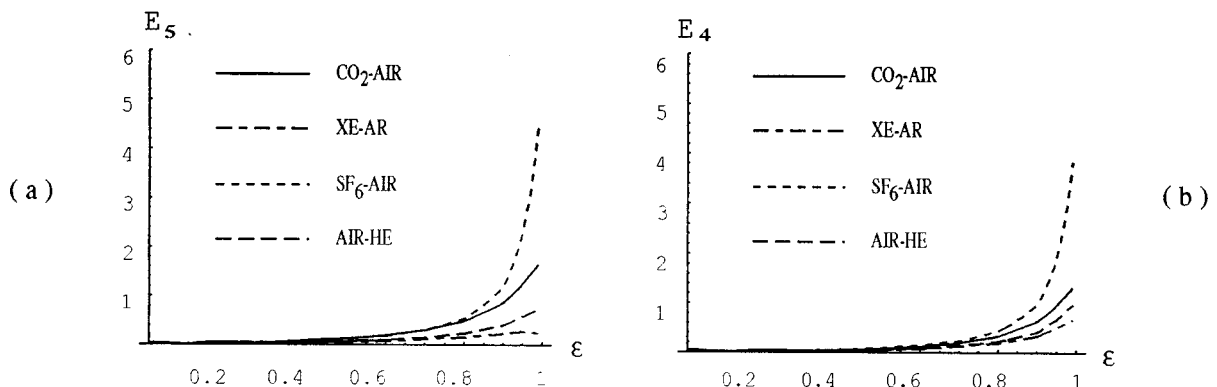 E5
6
5
4
3
2
1
CO2-AIR
XE-AR
SF6-AIR
AIR-HE
0.2 0.4 0.6 0.8 1
ε
(a)
E4
6
5
4
3
2
1
CO2-AIR
XE-AR
SF6-AIR
AIR-HE
0.2 0.4 0.6 0.8 1
ε
(b)